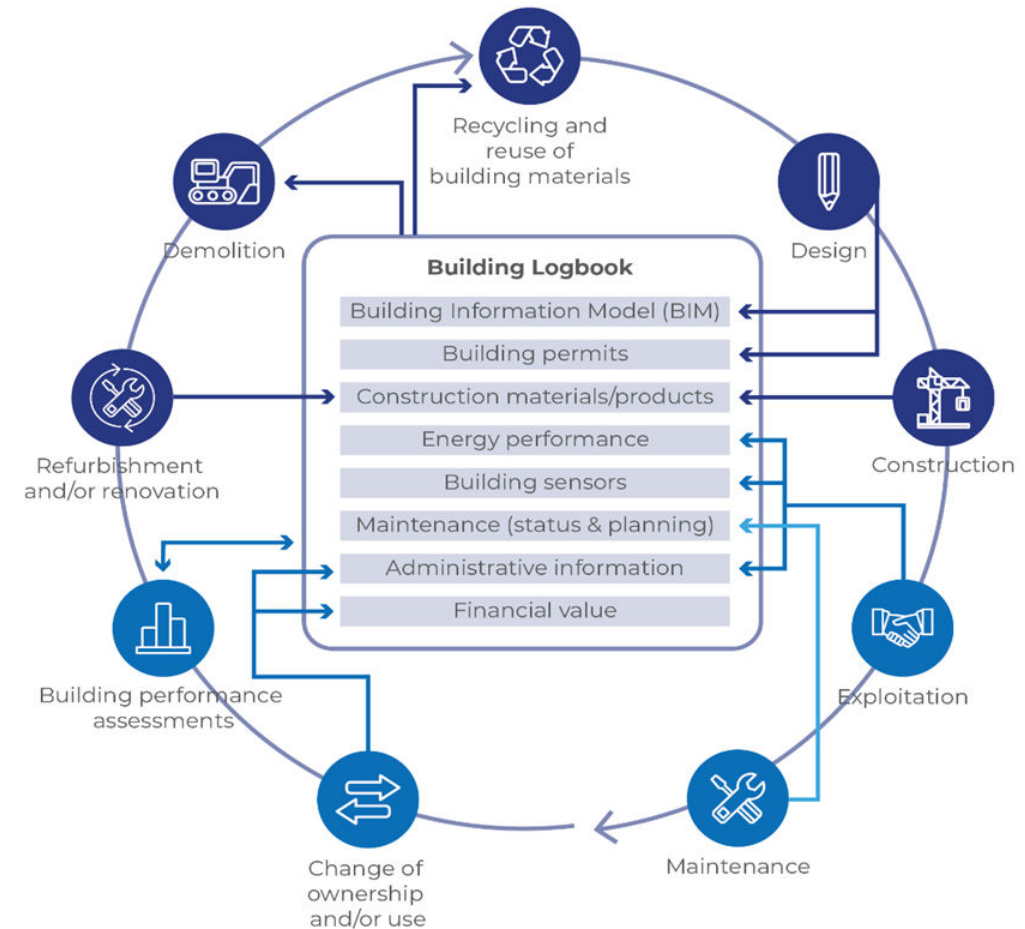 Recycling and
reuse of
building materials
Demolition
Design
Building Logbook
Building Information Model (BIM)
Building permits
Construction materials/products
Energy performance
Building sensors
Maintenance (status & planning)
Administrative information
Financial value
Refurbishment
and/or renovation
Construction
Building performance
assessments
Exploitation
Change of
ownership
and/or use
Maintenance